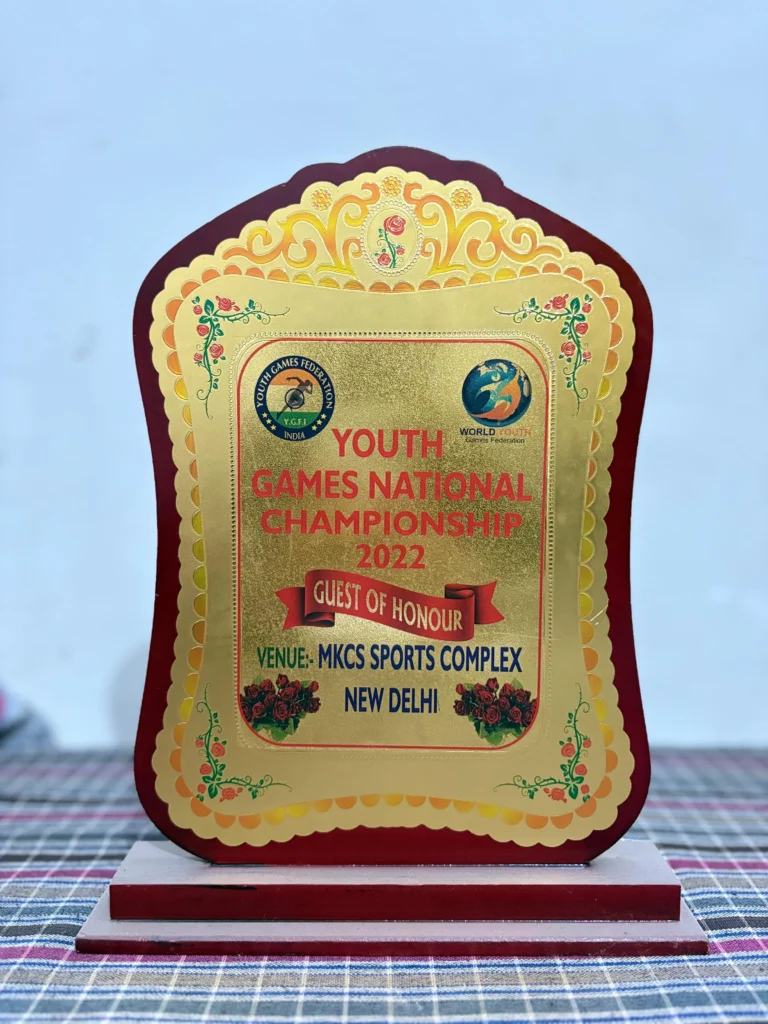 YOUTH GAMES FEDERATION
Y.G.F.I
INDIA
WORLD YOUTH
Games Federation
YOUTH
GAMES NATIONAL
CHAMPIONSHIP
2022
GUEST OF HONOUR
VENUE:- MKCS SPORTS COMPLEX
NEW DELHI